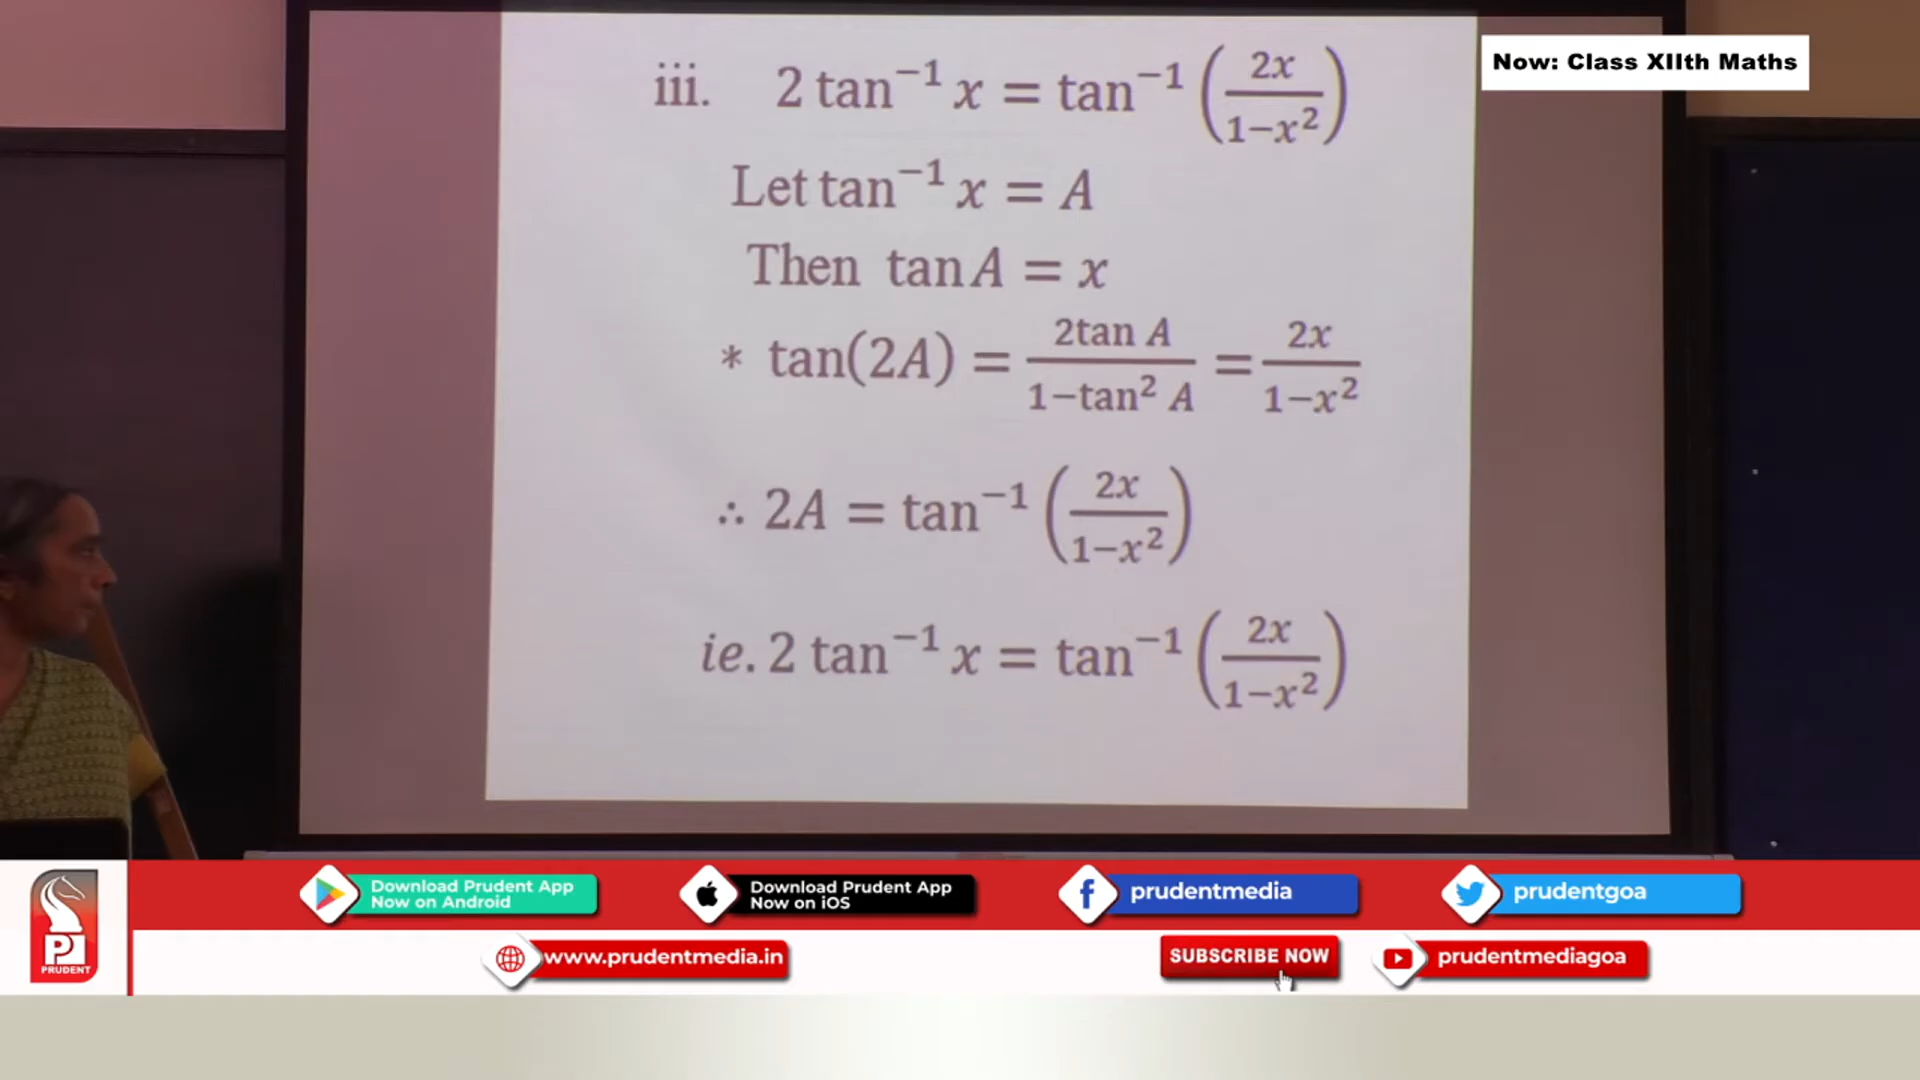 Now: Class XIIth Maths
iii. 2 tan⁻¹ x = tan⁻¹ (2x/1−x²)
Let tan⁻¹ x = A
Then tan A = x
* tan(2A) = 2tan A/1−tan² A = 2x/1−x²
∴ 2A = tan⁻¹ (2x/1−x²)
ie. 2 tan⁻¹ x = tan⁻¹ (2x/1−x²)
Download Prudent App
Now on Android
Download Prudent App
Now on iOS
prudentmedia
prudentgoa
PRUDENT
www.prudentmedia.in
SUBSCRIBE NOW
prudentmediagoa